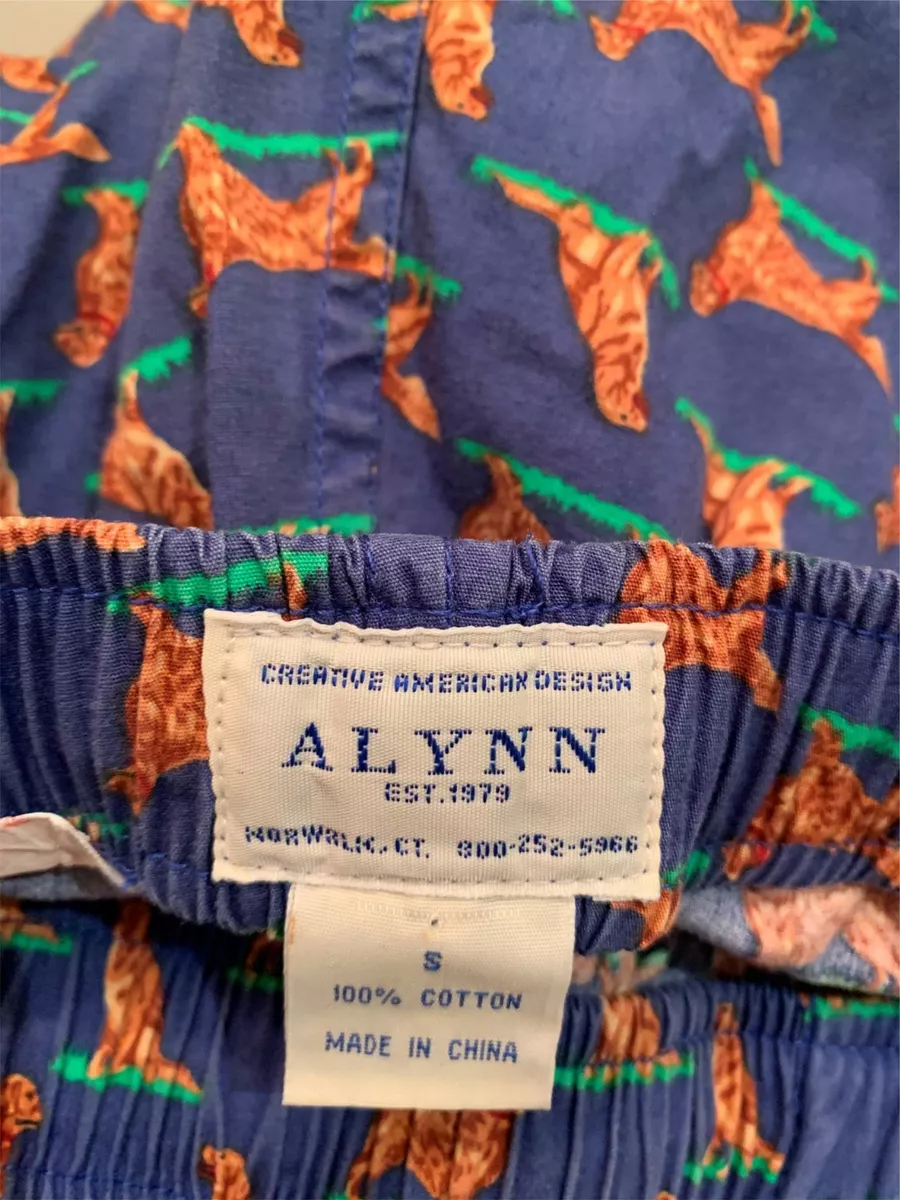 CREATIVE AMERICAN DESIGN
ALYNN
EST.1979
NORWALK, CT. 800-252-5966
S
100% COTTON
MADE IN CHINA